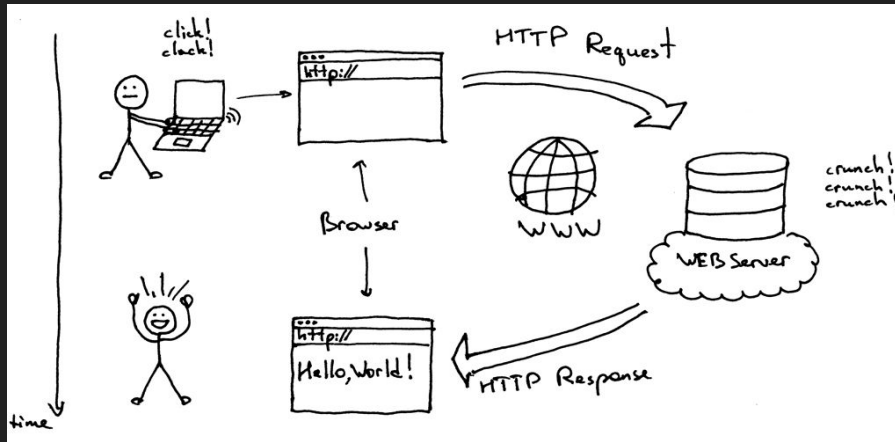 click!
clack!
HTTP Request
http://
crunch!
crunch!
crunch!
Browser
WWW
WEB Server
http://
Hello, World!
HTTP Response
time